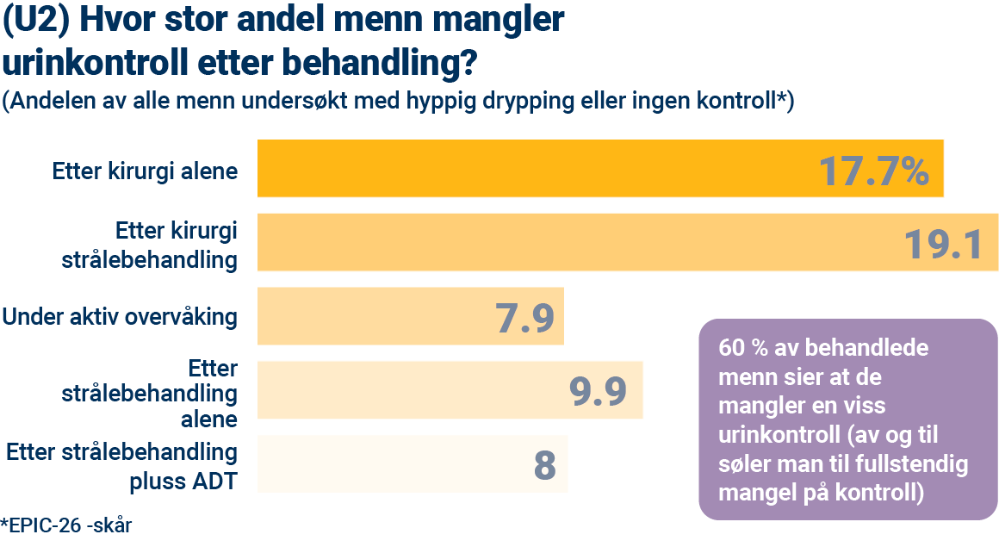 (U2) Hvor stor andel menn mangler
urinkontroll etter behandling?
(Andelen av alle menn undersøkt med hyppig drypping eller ingen kontroll*)
Etter kirurgi alene
17.7%
Etter kirurgi
strålebehandling
19.1
Under aktiv overvåking
7.9
Etter
strålebehandling
alene
9.9
Etter strålebehandling
pluss ADT
8
60 % av behandlede
menn sier at de
mangler en viss
urinkontroll (av og til
søler man til fullstendig
mangel på kontroll)
*EPIC-26 -skår